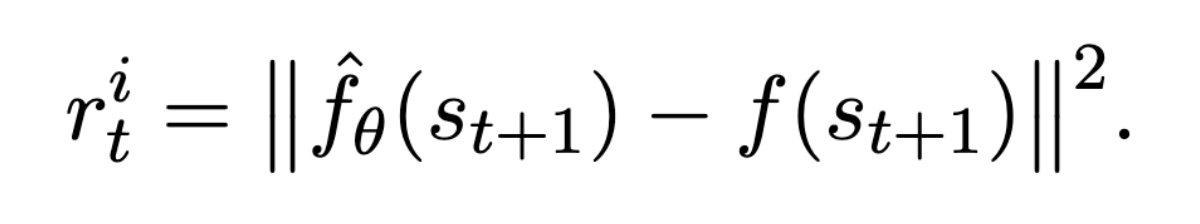 $r_t^i = \left\| \hat{f}_\theta(s_{t+1}) - f(s_{t+1}) \right\|^2.$